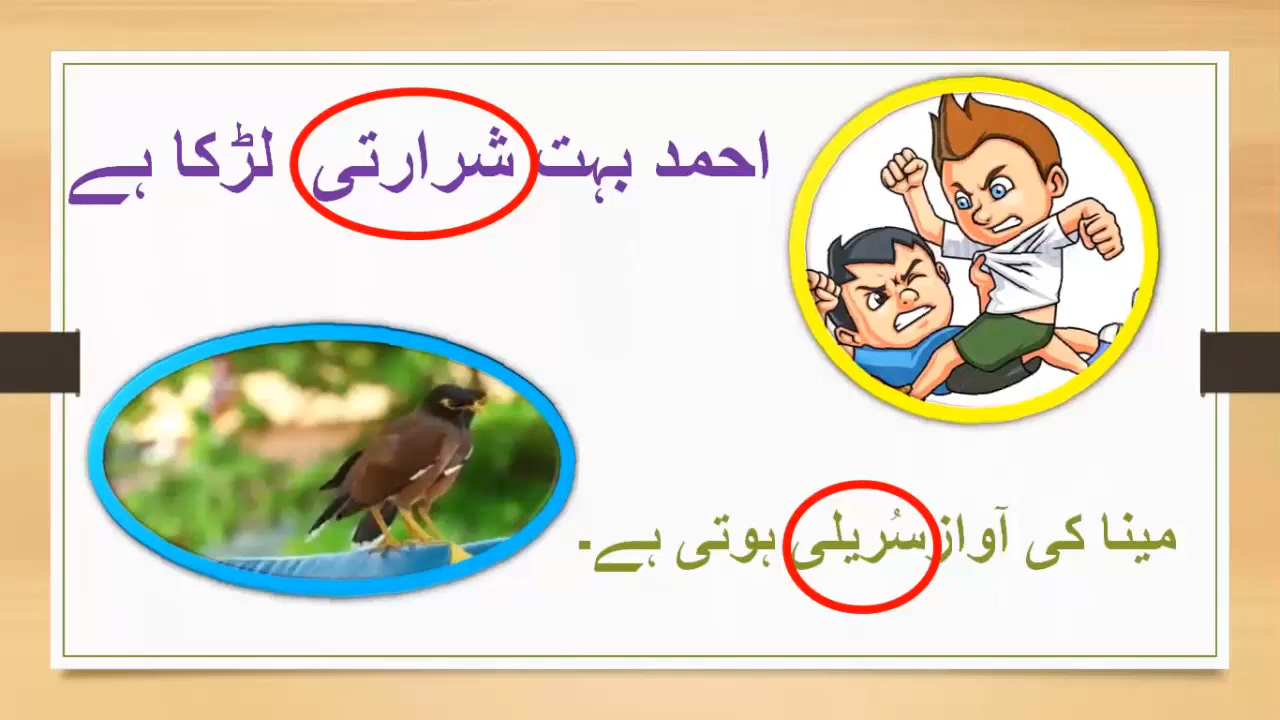 احمد بہت شرارتی لڑکا ہے
مینا کی آواز سُریلی ہوتی ہے۔